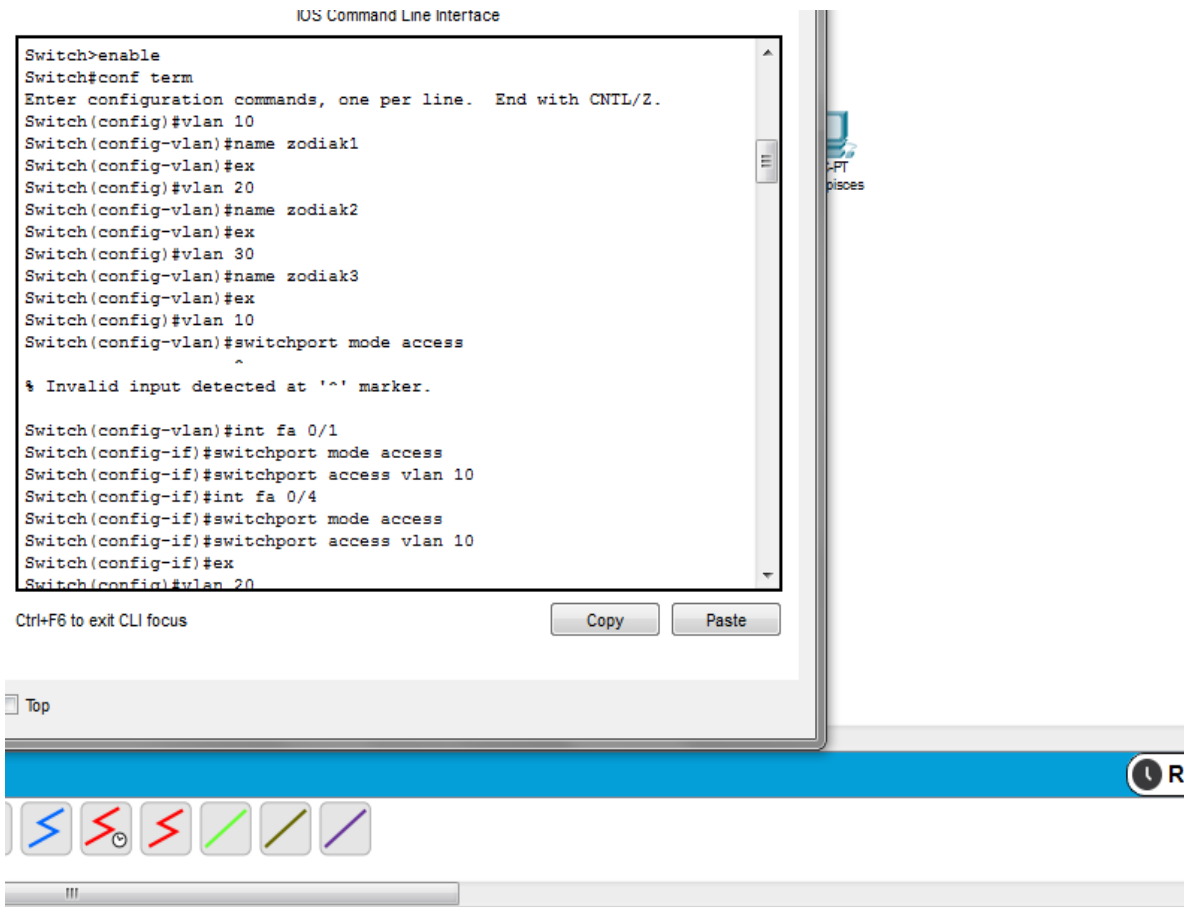 IOS Command Line Interface
Switch>enable
Switch#conf term
Enter configuration commands, one per line.  End with CNTL/Z.
Switch(config)#vlan 10
Switch(config-vlan)#name zodiak1
Switch(config-vlan)#ex
Switch(config)#vlan 20
Switch(config-vlan)#name zodiak2
Switch(config-vlan)#ex
Switch(config)#vlan 30
Switch(config-vlan)#name zodiak3
Switch(config-vlan)#ex
Switch(config)#vlan 10
Switch(config-vlan)#switchport mode access
^
% Invalid input detected at '^' marker.
Switch(config-vlan)#int fa 0/1
Switch(config-if)#switchport mode access
Switch(config-if)#switchport access vlan 10
Switch(config-if)#int fa 0/4
Switch(config-if)#switchport mode access
Switch(config-if)#switchport access vlan 10
Switch(config-if)#ex
Switch(config)#vlan 20
Ctrl+F6 to exit CLI focus
Copy
Paste
Top
-PT
pisces
R